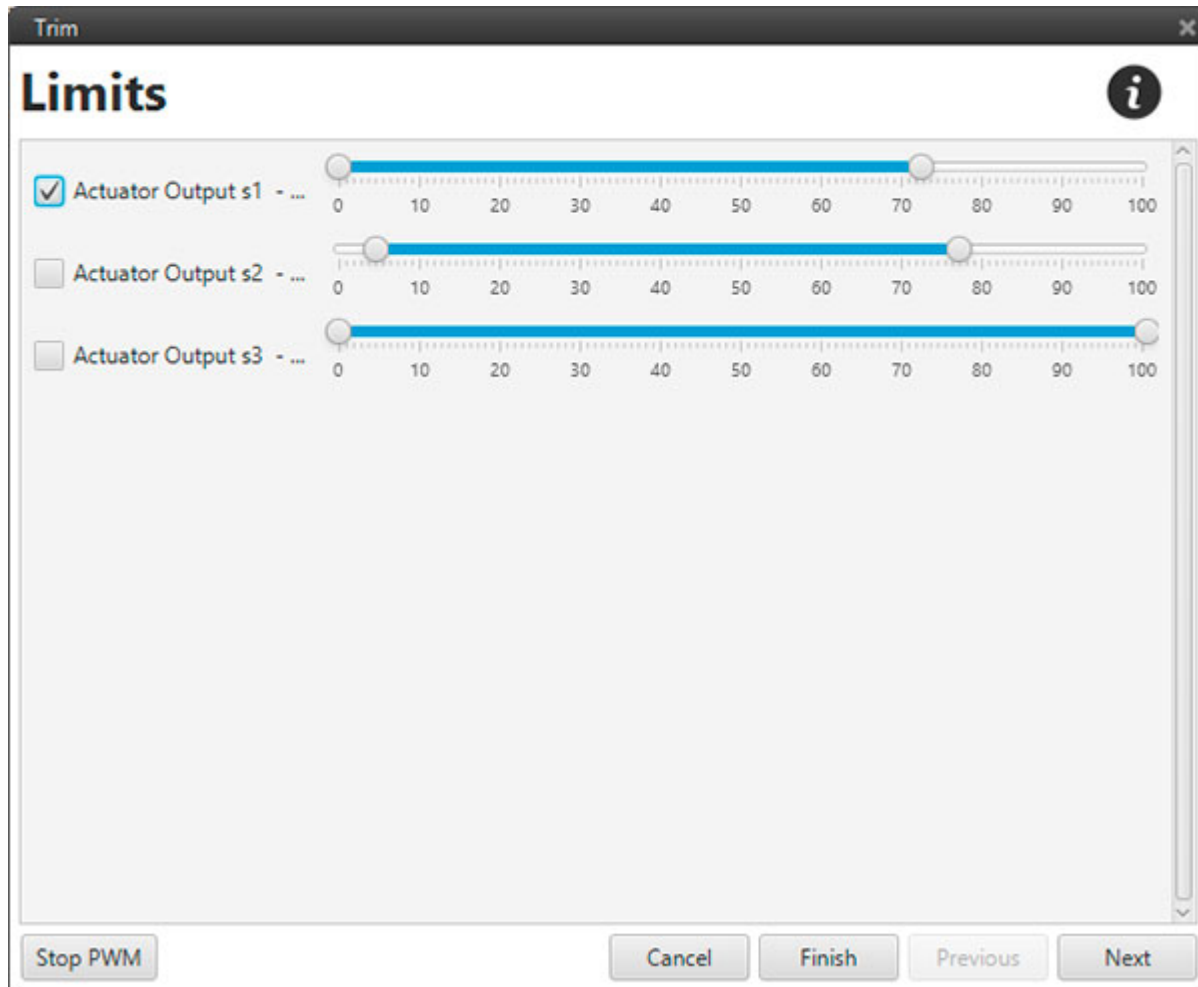 Trim
Limits
i
Actuator Output s1 - ...
0 10 20 30 40 50 60 70 80 90 100
Actuator Output s2 - ...
0 10 20 30 40 50 60 70 80 90 100
Actuator Output s3 - ...
0 10 20 30 40 50 60 70 80 90 100
Stop PWM Cancel Finish Previous Next